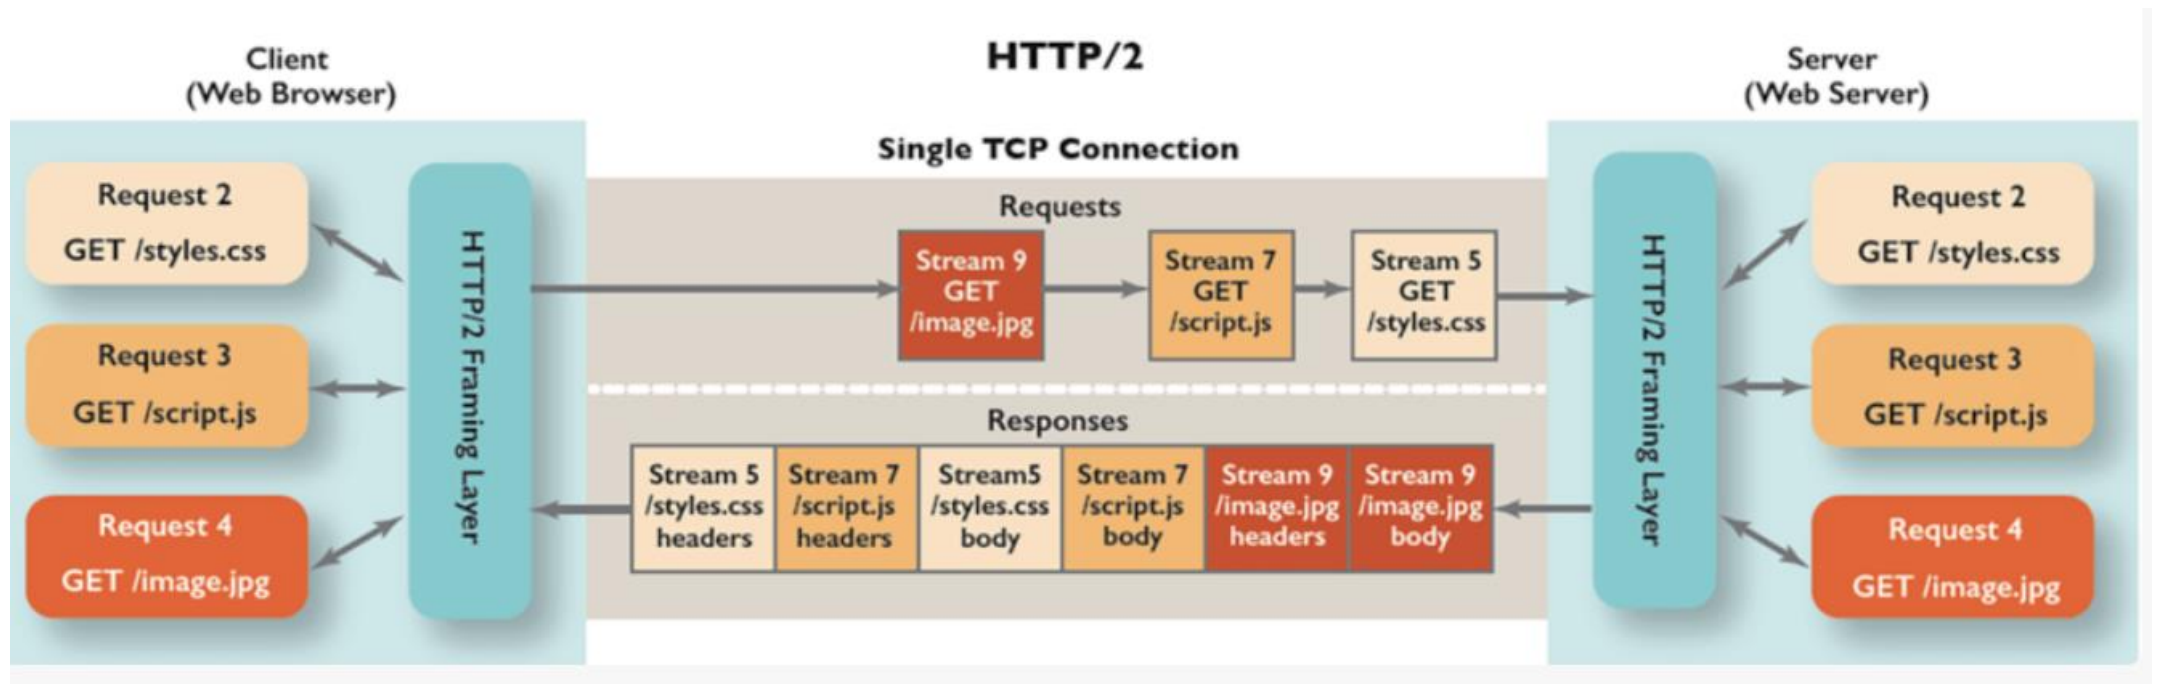 HTTP/2
Client
(Web Browser)
Server
(Web Server)
Single TCP Connection
Request 2
GET /styles.css
Request 3
GET /script.js
Request 4
GET /image.jpg
HTTP/2 Framing Layer
Requests
Stream 9
GET
/image.jpg
Stream 7
GET
/script.js
Stream 5
GET
/styles.css
Responses
Stream 5
/styles.css
headers
Stream 7
/script.js
headers
Stream5
/styles.css
body
Stream 7
/script.js
body
Stream 9
/image.jpg
headers
Stream 9
/image.jpg
body
HTTP/2 Framing Layer
Request 2
GET /styles.css
Request 3
GET /script.js
Request 4
GET /image.jpg